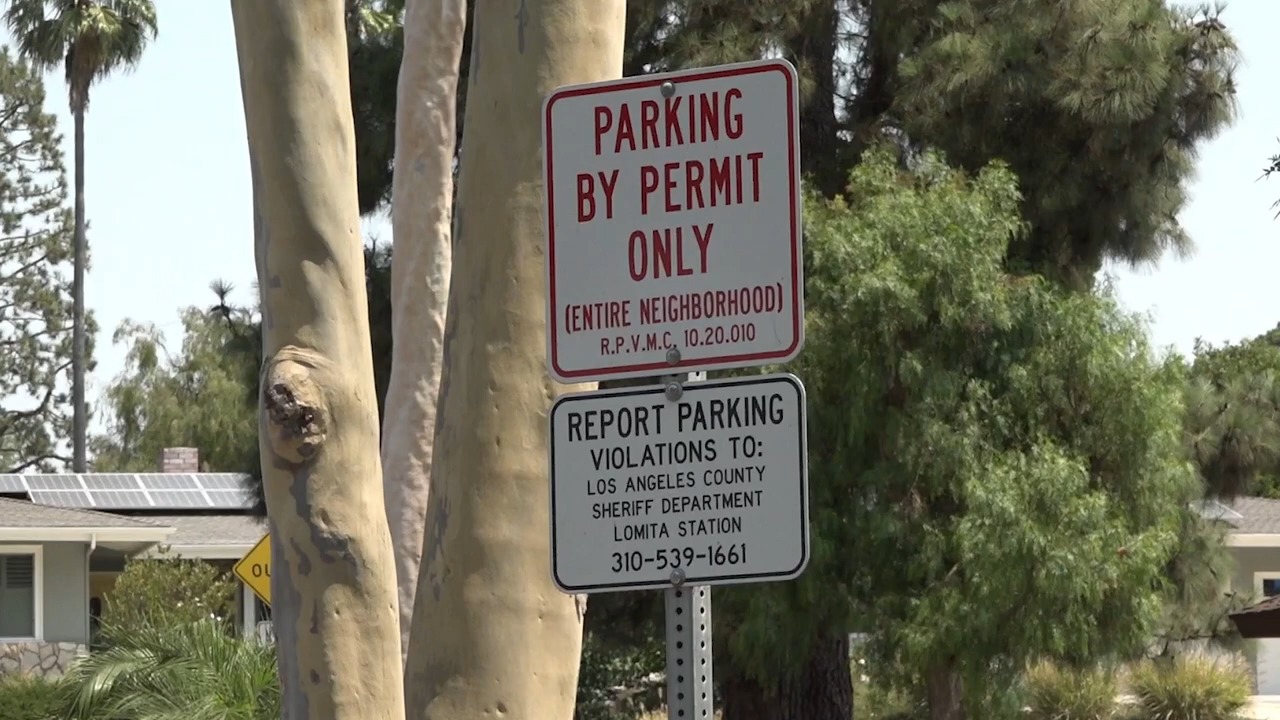 PARKING
BY PERMIT
ONLY
(ENTIRE NEIGHBORHOOD)
R.P.V.M.C. 10.20.010
REPORT PARKING
VIOLATIONS TO:
LOS ANGELES COUNTY
SHERIFF DEPARTMENT
LOMITA STATION
310-539-1661